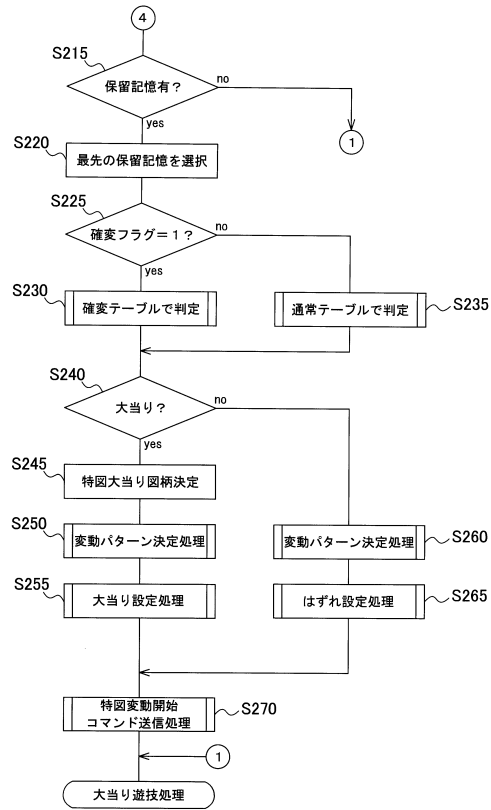 4
S215
保留記憶有？
no
yes
1
S220
最先の保留記憶を選択
S225
確変フラグ＝１？
no
yes
S230
確変テーブルで判定
通常テーブルで判定
S235
S240
大当り？
no
yes
S245
特図大当り図柄決定
S250
変動パターン決定処理
変動パターン決定処理
S260
S255
大当り設定処理
はずれ設定処理
S265
特図変動開始
コマンド送信処理
S270
1
大当り遊技処理